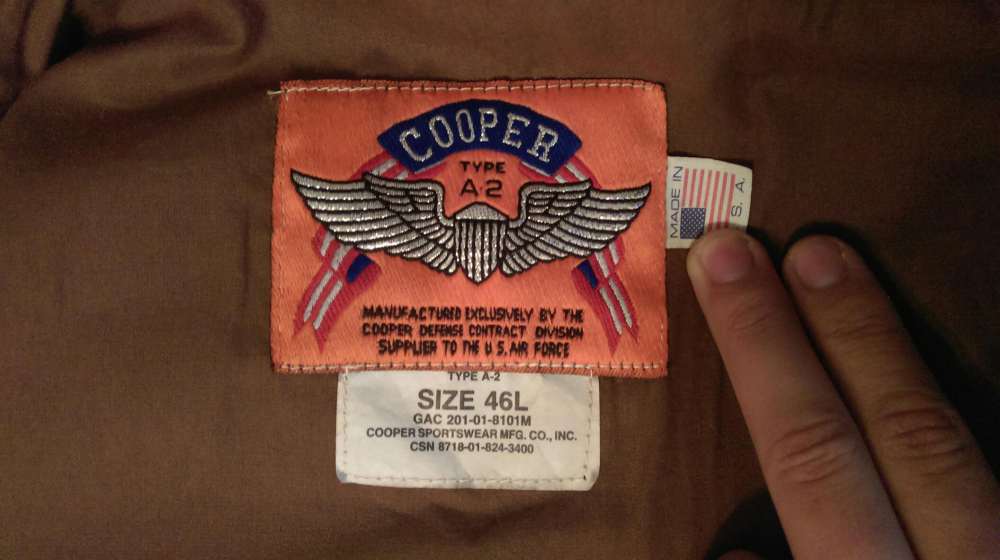 COOPER
TYPE
A-2
MANUFACTURED EXCLUSIVELY BY THE
COOPER DEFENSE CONTRACT DIVISION
SUPPLIER TO THE U.S. AIR FORCE
MADE IN
U.S.A.
TYPE A-2
SIZE 46L
GAC 201-01-8101M
COOPER SPORTSWEAR MFG. CO., INC.
CSN 8718-01-824-3400